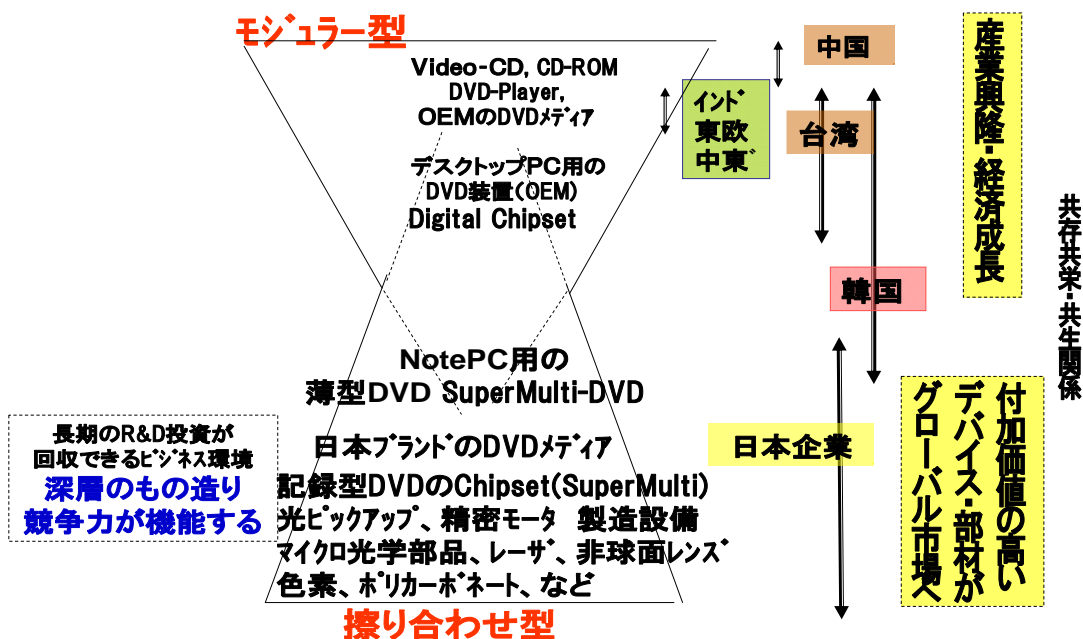 モジュラー型
Video-CD, CD-ROM
DVD-Player,
OEMのDVDメディア
デスクトップPC用の
DVD装置(OEM)
Digital Chipset
NotePC用の
薄型DVD SuperMulti-DVD
日本ブランドのDVDメディア
記録型DVDのChipset(SuperMulti)
光ピックアップ、精密モータ 製造設備
マイクロ光学部品、レーザ、非球面レンズ
色素、ポリカーボネート、など
擦り合わせ型
長期のR&D投資が
回収できるビジネス環境
深層のもの造り
競争力が機能する
中国
インド
東欧
中東
台湾
韓国
日本企業
産業興隆・経済成長
付加価値の高い
デバイス・部材が
グローバル市場へ
共存共栄・共生関係